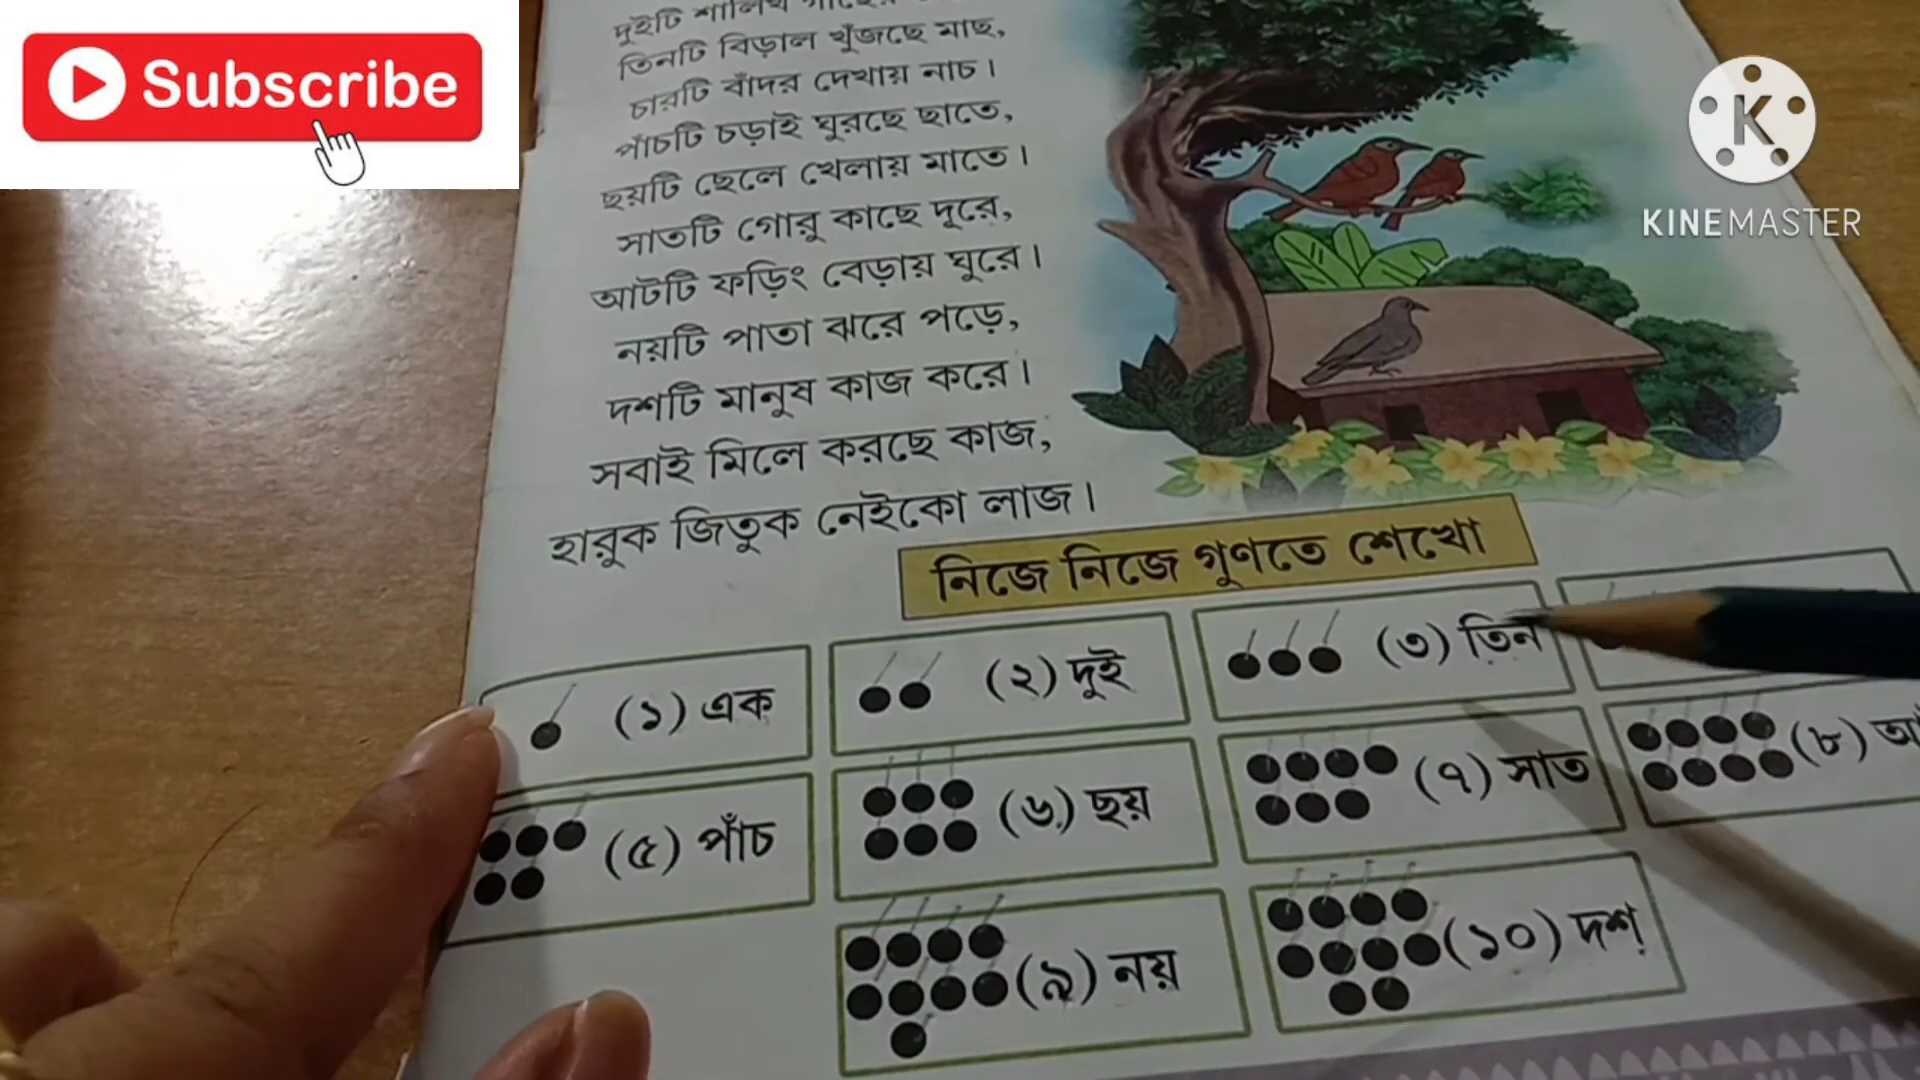 Subscribe
দুইটি শালিখ গাছের
তিনটি বিড়াল খুঁজছে মাছ,
চারটি বাঁদর দেখায় নাচ।
পাঁচটি চড়াই ঘুরছে ছাতে,
ছয়টি ছেলে খেলায় মাতে।
সাতটি গোরু কাছে দূরে,
আটটি ফড়িং বেড়ায় ঘুরে।
নয়টি পাতা ঝরে পড়ে,
দশটি মানুষ কাজ করে।
সবাই মিলে করছে কাজ,
হারুক জিতুক নেইকো লাজ।
K
KINEMASTER
নিজে নিজে গুণতে শেখো
(১) এক (২) দুই (৩) তিন
(৫) পাঁচ (৬) ছয় (৭) সাত (৮)
(৯) নয় (১০) দশ